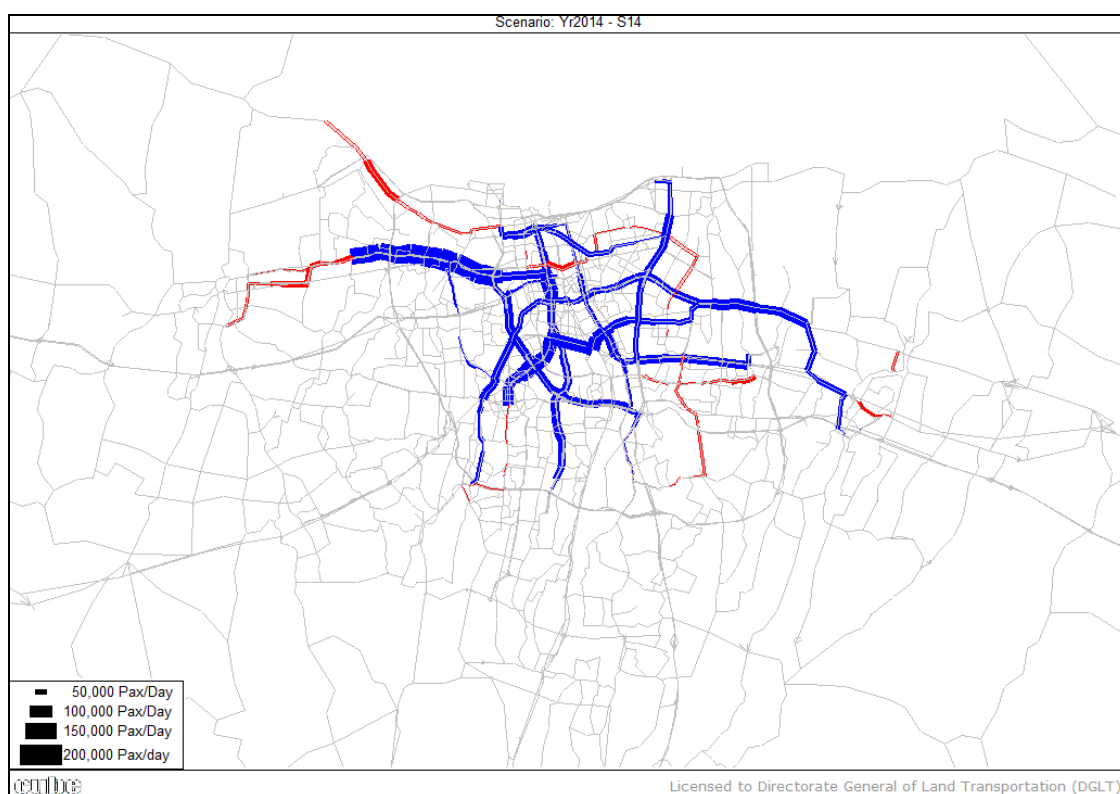 Scenario: Yr2014 - S14
50,000 Pax/Day
100,000 Pax/Day
150,000 Pax/Day
200,000 Pax/day
cube
Licensed to Directorate General of Land Transportation (DGLT)